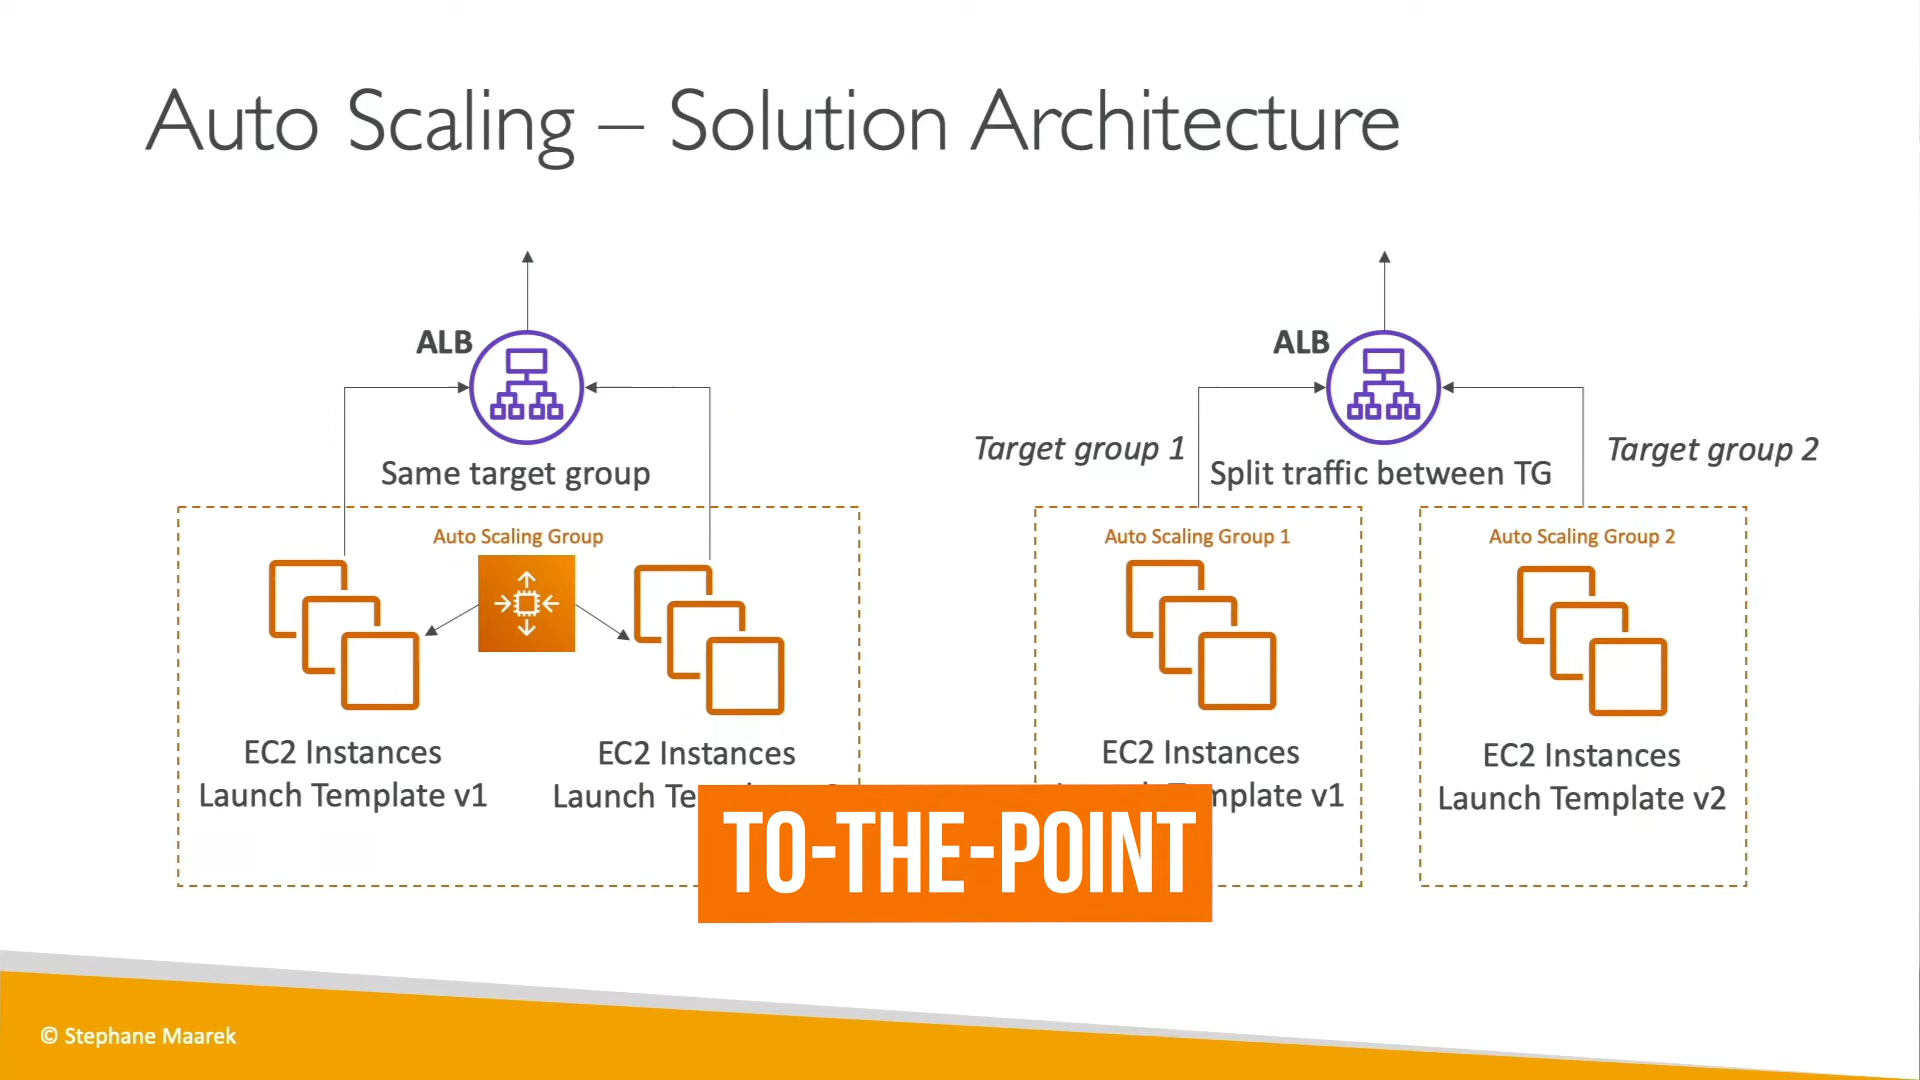 Auto Scaling – Solution Architecture
ALB
Same target group
Auto Scaling Group
EC2 Instances
Launch Template v1
EC2 Instances
Launch
ALB
Target group 1
Split traffic between TG
Target group 2
Auto Scaling Group 1
EC2 Instances
v1
Auto Scaling Group 2
EC2 Instances
Launch Template v2
TO-THE-POINT
© Stephane Maarek